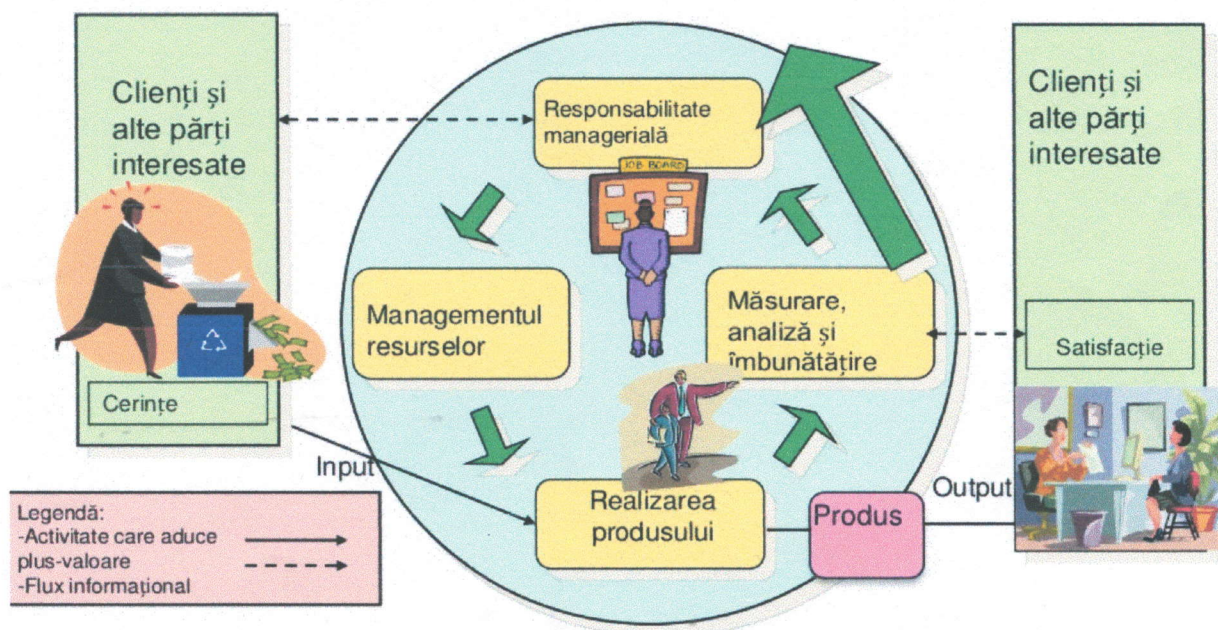 Clienți și
alte părți
interesate
Cerințe
Responsabilitate
managerială
JOB BOARD
Managementul
resurselor
Măsurare,
analiză și
îmbunătățire
Realizarea
produsului
Produs
Input
Output
Clienți și
alte părți
interesate
Satisfacție
Legendă:
-Activitate care aduce
plus-valoare
-Flux informațional